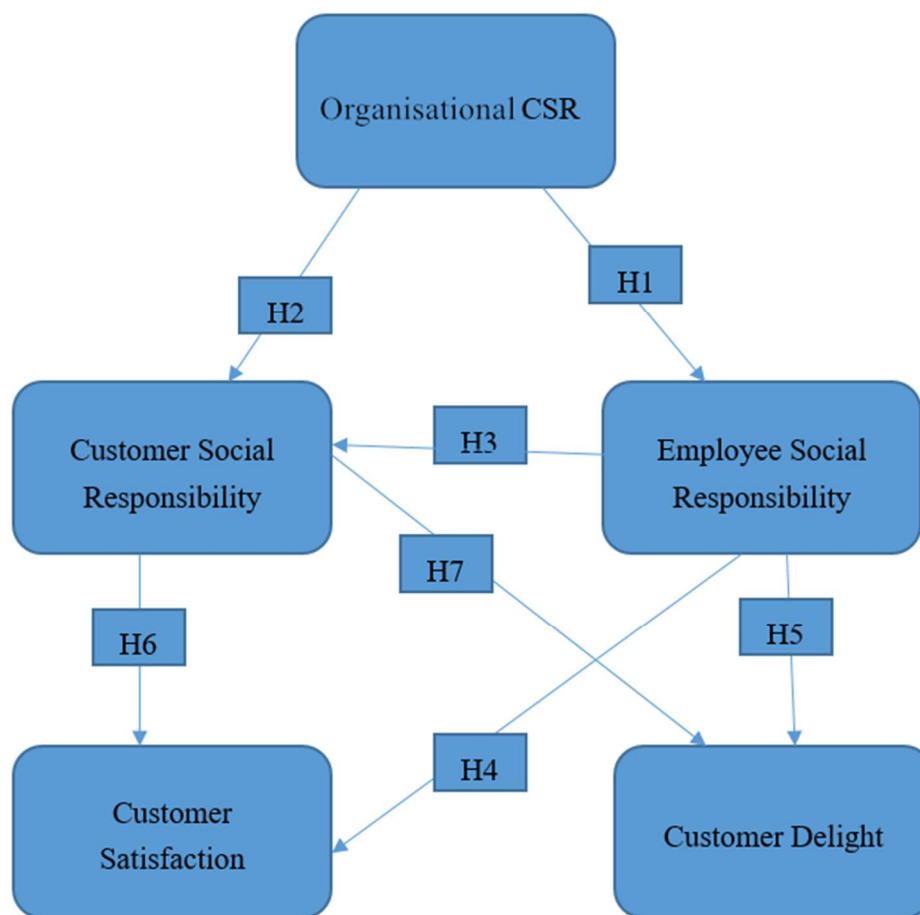 Organisational CSR
H2
H1
Customer Social
Responsibility
H3
Employee Social
Responsibility
H7
H6
H5
H4
Customer
Satisfaction
Customer Delight